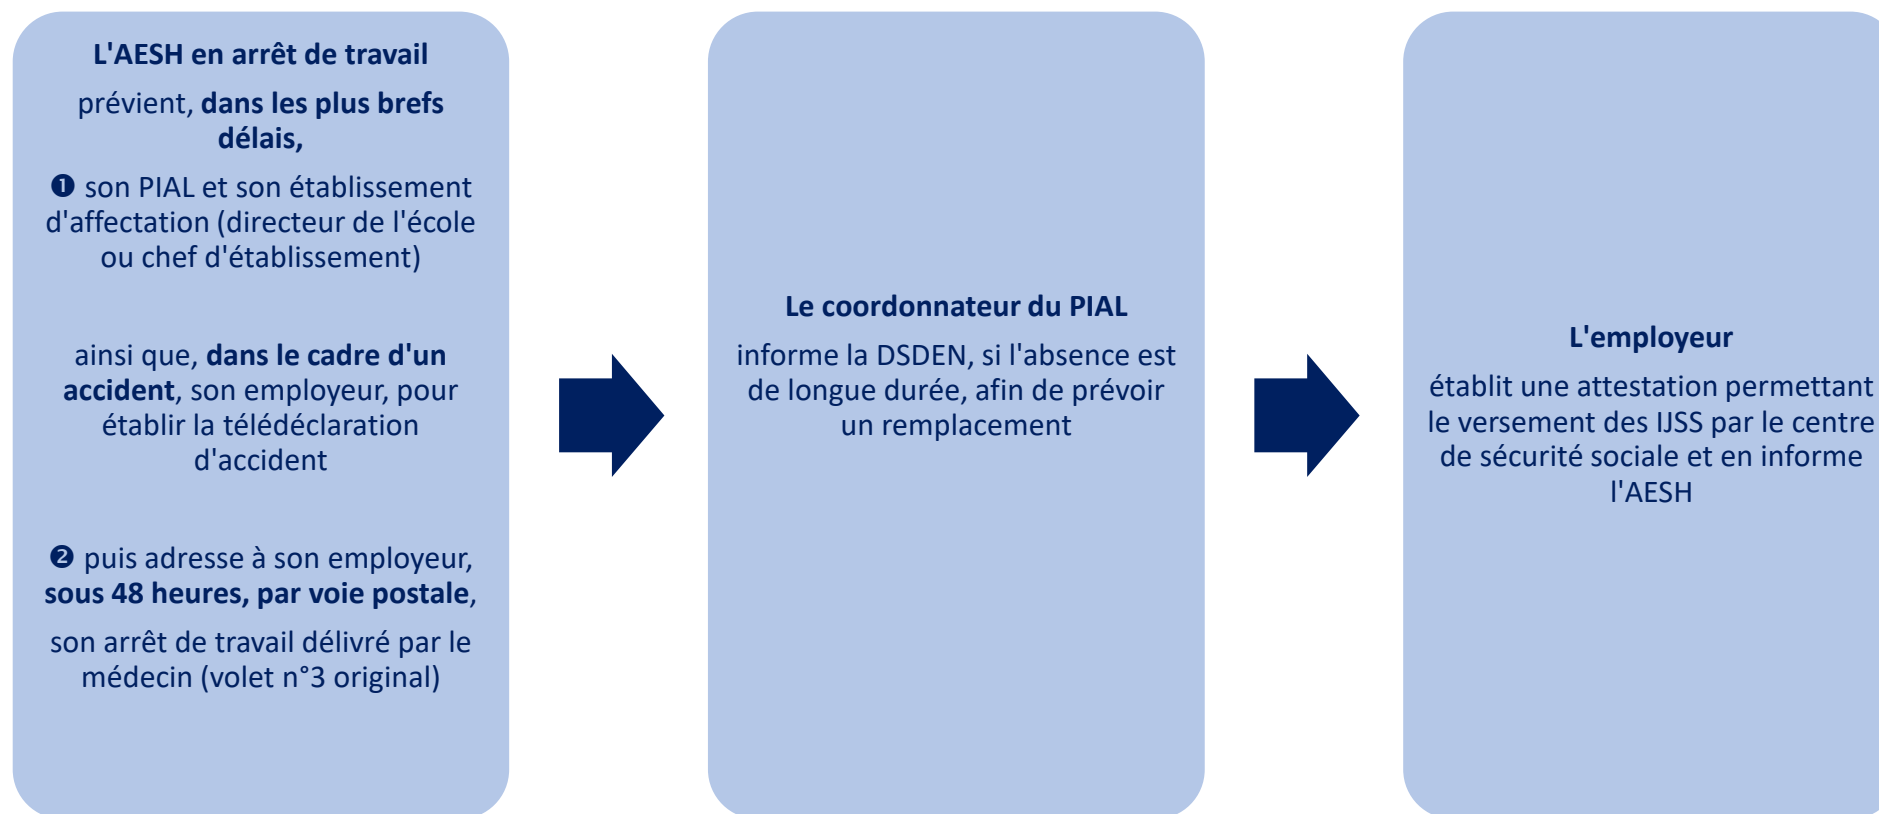 L'AESH en arrêt de travail
prévient, dans les plus brefs
délais,
❶ son PIAL et son établissement
d'affectation (directeur de l'école
ou chef d'établissement)
ainsi que, dans le cadre d'un
accident, son employeur, pour
établir la télédéclaration
d'accident
❷ puis adresse à son employeur,
sous 48 heures, par voie postale,
son arrêt de travail délivré par le
médecin (volet n°3 original)
Le coordonnateur du PIAL
informe la DSDEN, si l'absence est
de longue durée, afin de prévoir
un remplacement
L'employeur
établit une attestation permettant
le versement des IJSS par le centre
de sécurité sociale et en informe
l'AESH